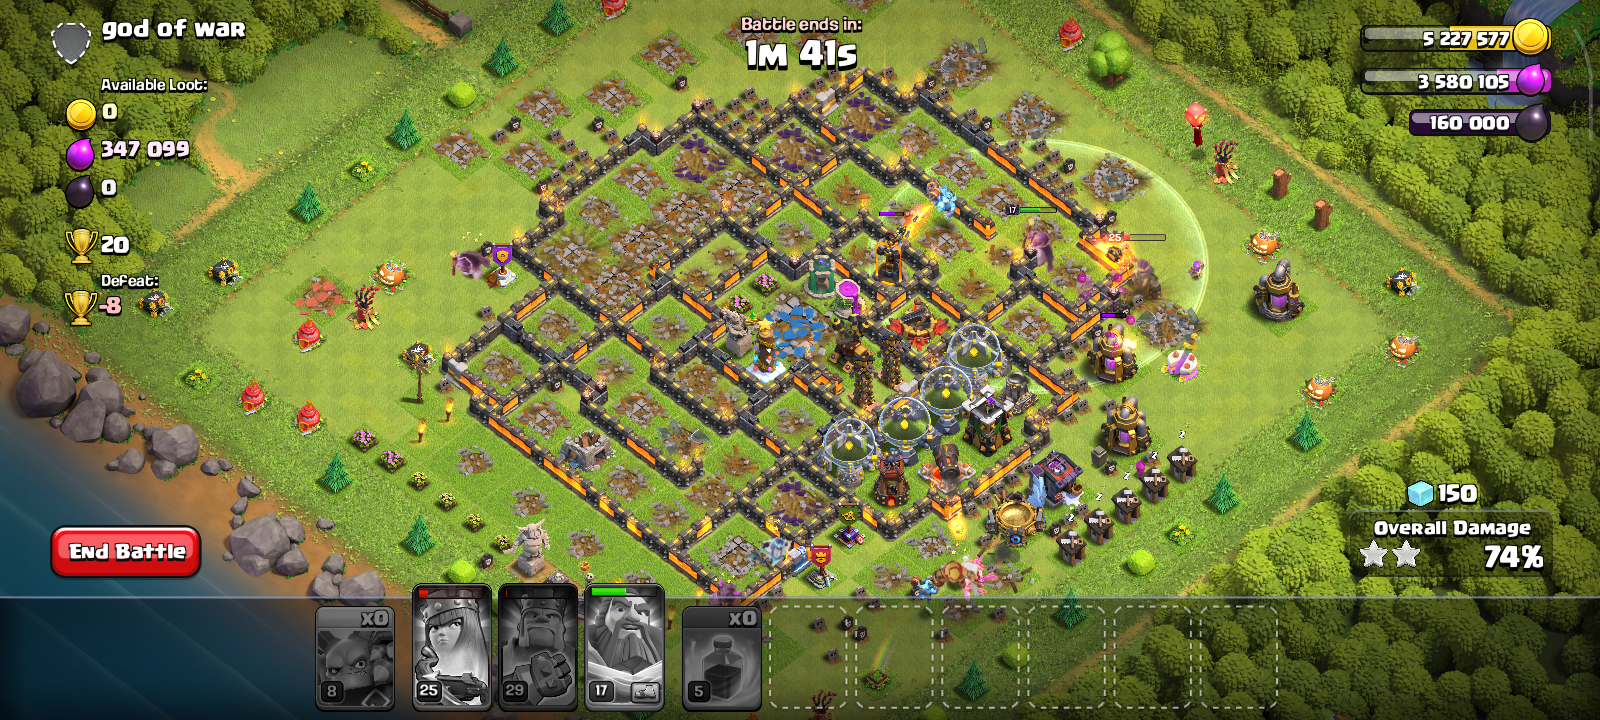 god of war
Available Loot:
0
347 099
0
20
Defeat:
-8
Battle ends in:
1M 41s
5 227 577
3 580 105
160 000
17
25
z
z
z
z
z
150
Overall Damage
74%
End Battle
x0
8
25
29
17
x0
5